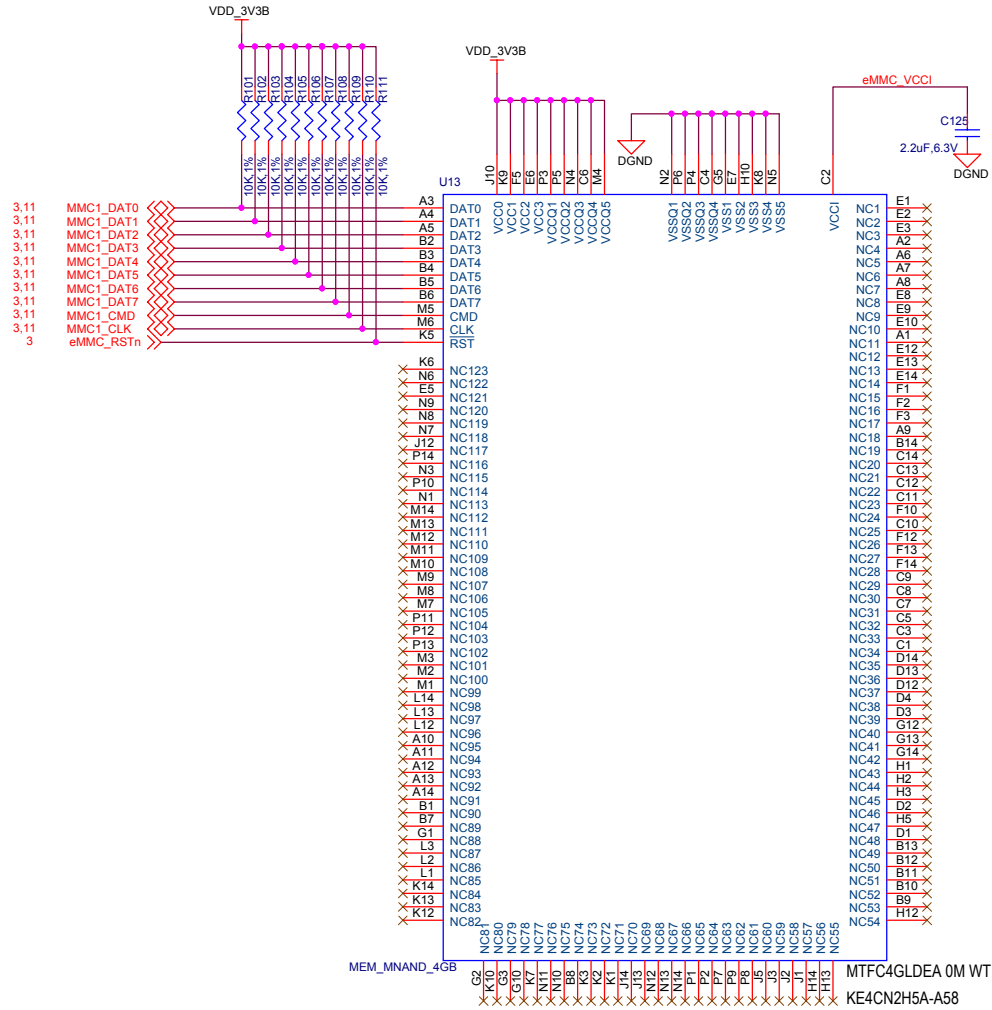 VDD_3V3B
VDD_3V3B
eMMC_VCCI
R101
R102
R103
R104
R105
R106
R107
R108
R109
R110
R111
10K,1%
10K,1%
10K,1%
10K,1%
10K,1%
10K,1%
10K,1%
10K,1%
10K,1%
10K,1%
10K,1%
C125
2.2uF,6.3V
DGND
DGND
U13
J10 K9 F5 E6 P3 P5 N4 C6 M4
N2 P6 P4 C4 G5 E7 H10 K8 N5
C2
VCC0 VCC1 VCC2 VCC3 VCCQ1 VCCQ2 VCCQ3 VCCQ4 VCCQ5
VSSQ1 VSSQ2 VSSQ3 VSSQ4 VSS1 VSS2 VSS3 VSS4 VSS5
VCCI
3,11 MMC1_DAT0 A3 DAT0
3,11 MMC1_DAT1 A4 DAT1
3,11 MMC1_DAT2 A5 DAT2
3,11 MMC1_DAT3 B2 DAT3
3,11 MMC1_DAT4 B3 DAT4
3,11 MMC1_DAT5 B4 DAT5
3,11 MMC1_DAT6 B5 DAT6
3,11 MMC1_DAT7 B6 DAT7
3,11 MMC1_CMD M5 CMD
3,11 MMC1_CLK M6 CLK
3 eMMC_RSTn K5 RST
K6 NC123
N6 NC122
E5 NC121
N9 NC120
N8 NC119
N7 NC118
J12 NC117
P14 NC116
N3 NC115
P10 NC114
N1 NC113
M14 NC112
M13 NC111
M12 NC110
M11 NC109
M10 NC108
M9 NC107
M8 NC106
M7 NC105
P11 NC104
P12 NC103
P13 NC102
M3 NC101
M2 NC100
M1 NC99
L14 NC98
L13 NC97
L12 NC96
A10 NC95
A11 NC94
A12 NC93
A13 NC92
A14 NC91
B1 NC90
B7 NC89
G1 NC88
L3 NC87
L2 NC86
L1 NC85
K14 NC84
K13 NC83
K12 NC82
NC1 E1
NC2 E2
NC3 E3
NC4 A2
NC5 A6
NC6 A7
NC7 A8
NC8 E8
NC9 E9
NC10 E10
NC11 A1
NC12 E12
NC13 E13
NC14 E14
NC15 F1
NC16 F2
NC17 F3
NC18 A9
NC19 B14
NC20 C14
NC21 C13
NC22 C12
NC23 C11
NC24 F10
NC25 C10
NC26 F12
NC27 F13
NC28 F14
NC29 C9
NC30 C8
NC31 C7
NC32 C5
NC33 C3
NC34 C1
NC35 D14
NC36 D13
NC37 D12
NC38 D4
NC39 D3
NC40 G12
NC41 G13
NC42 G14
NC43 H1
NC44 H2
NC45 H3
NC46 D2
NC47 H5
NC48 D1
NC49 B13
NC50 B12
NC51 B11
NC52 B10
NC53 B9
NC54 H12
NC81 NC80 NC79 NC78 NC77 NC76 NC75 NC74 NC73 NC72 NC71 NC70 NC69 NC68 NC67 NC66 NC65 NC64 NC63 NC62 NC61 NC60 NC59 NC58 NC57 NC56 NC55
G2 K10 G3 G10 K7 N11 N10 B8 K3 K2 K1 J14 J13 N12 N13 N14 P1 P2 P7 P9 P8 J5 J3 J2 J1 H14 H13
MEM_MNAND_4GB
MTFC4GLDEA 0M WT
KE4CN2H5A-A58